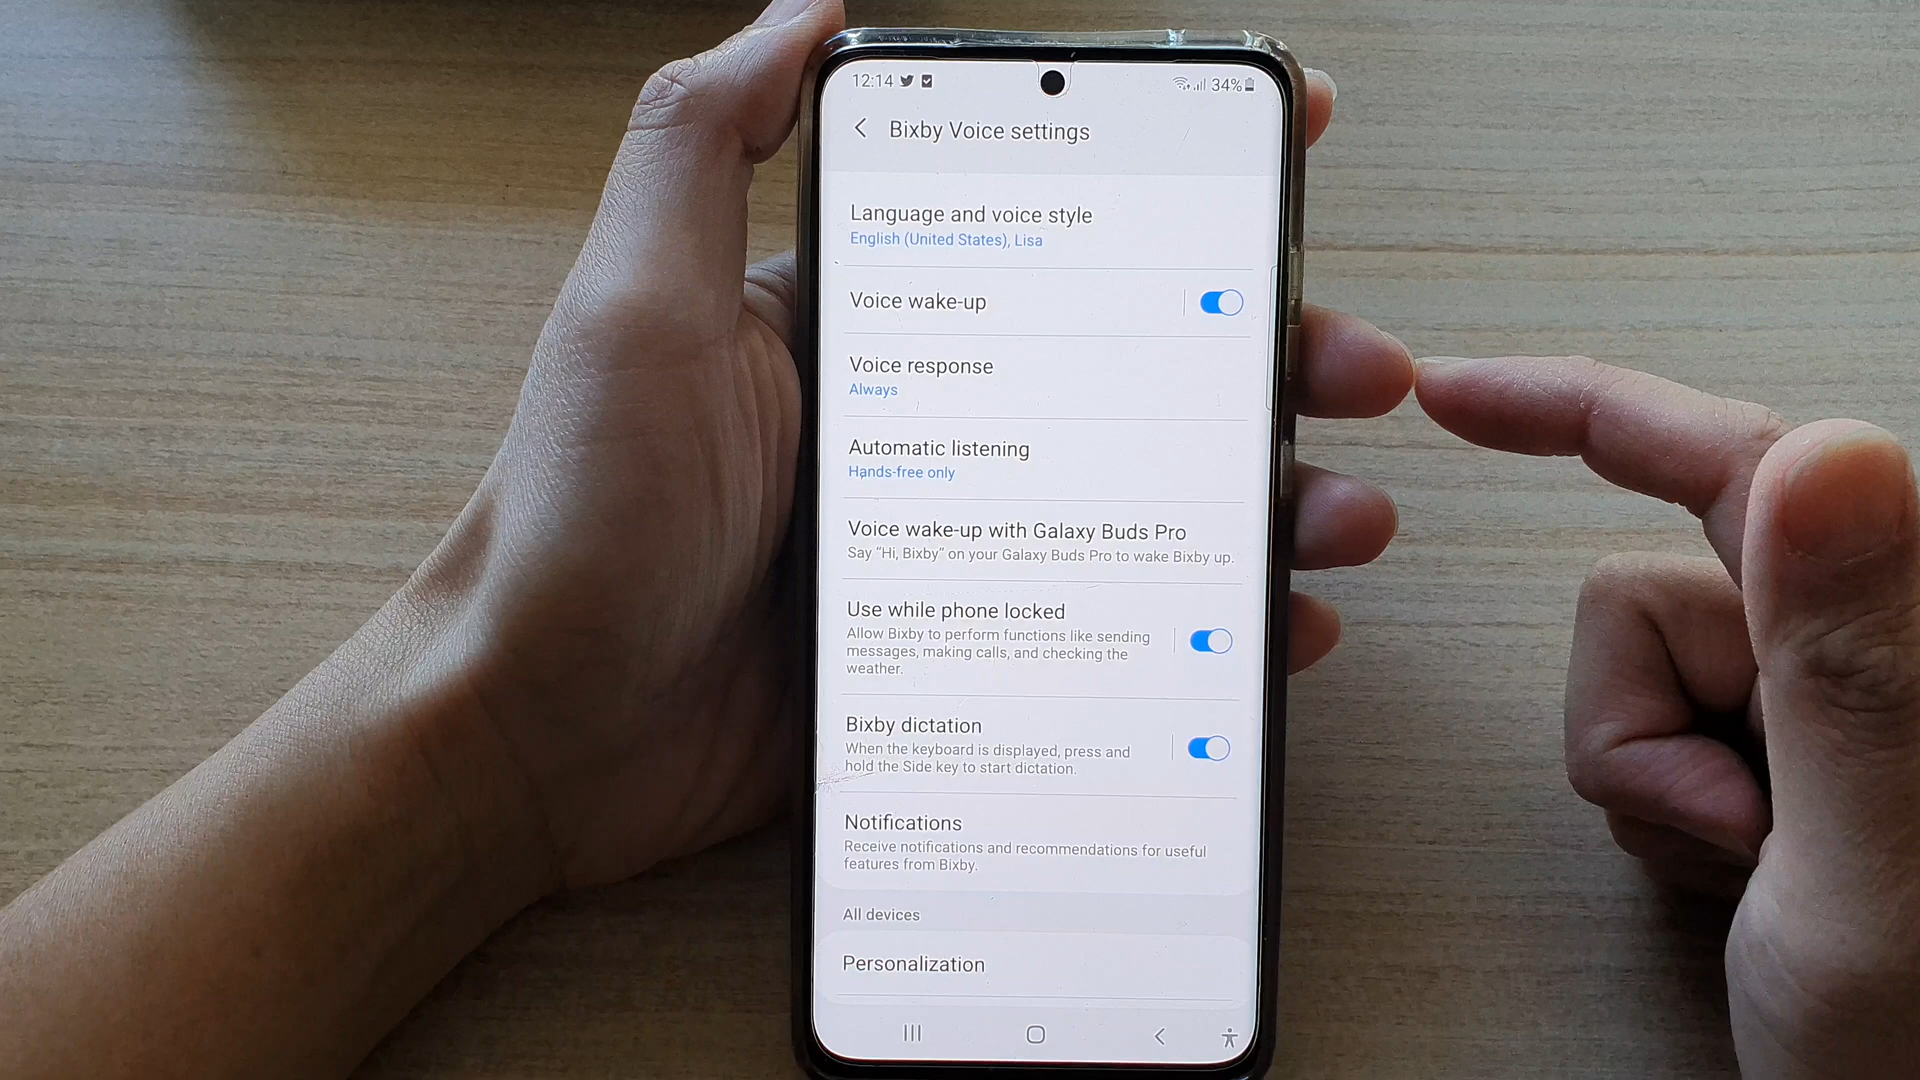 12:14 34%
Bixby Voice settings
Language and voice style
English (United States), Lisa
Voice wake-up
Voice response
Always
Automatic listening
Hands-free only
Voice wake-up with Galaxy Buds Pro
Say “Hi, Bixby” on your Galaxy Buds Pro to wake Bixby up.
Use while phone locked
Allow Bixby to perform functions like sending
messages, making calls, and checking the
weather.
Bixby dictation
When the keyboard is displayed, press and
hold the Side key to start dictation.
Notifications
Receive notifications and recommendations for useful
features from Bixby.
All devices
Personalization